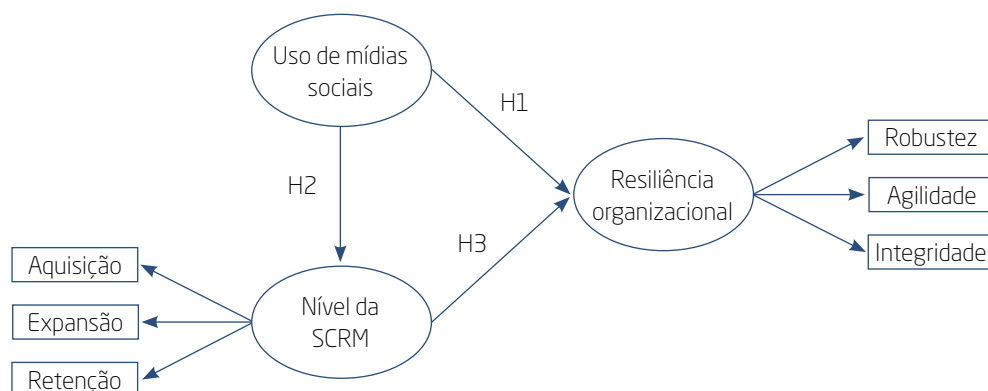 Uso de mídias
sociais
H1
H2
Resiliência
organizacional
Robustez
Agilidade
Integridade
H3
Aquisição
Expansão
Retenção
Nível da
SCRM